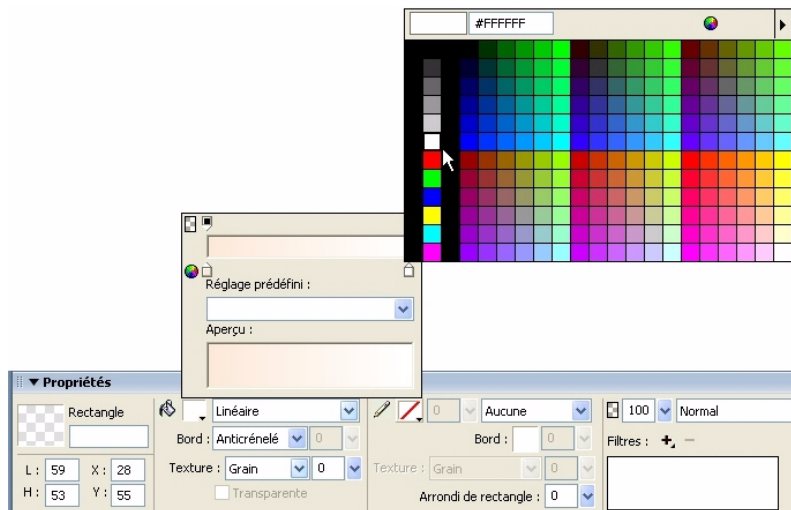 #FFFFFF
Réglage prédéfini :
Aperçu :
Propriétés
Rectangle
Linéaire
0
Aucune
100
Normal
Bord : Anticrénelé
0
Bord :
0
Filtres :
L : 59
X : 28
Texture : Grain
0
Texture : Grain
0
H : 53
Y : 55
Transparente
Arrondi de rectangle : 0